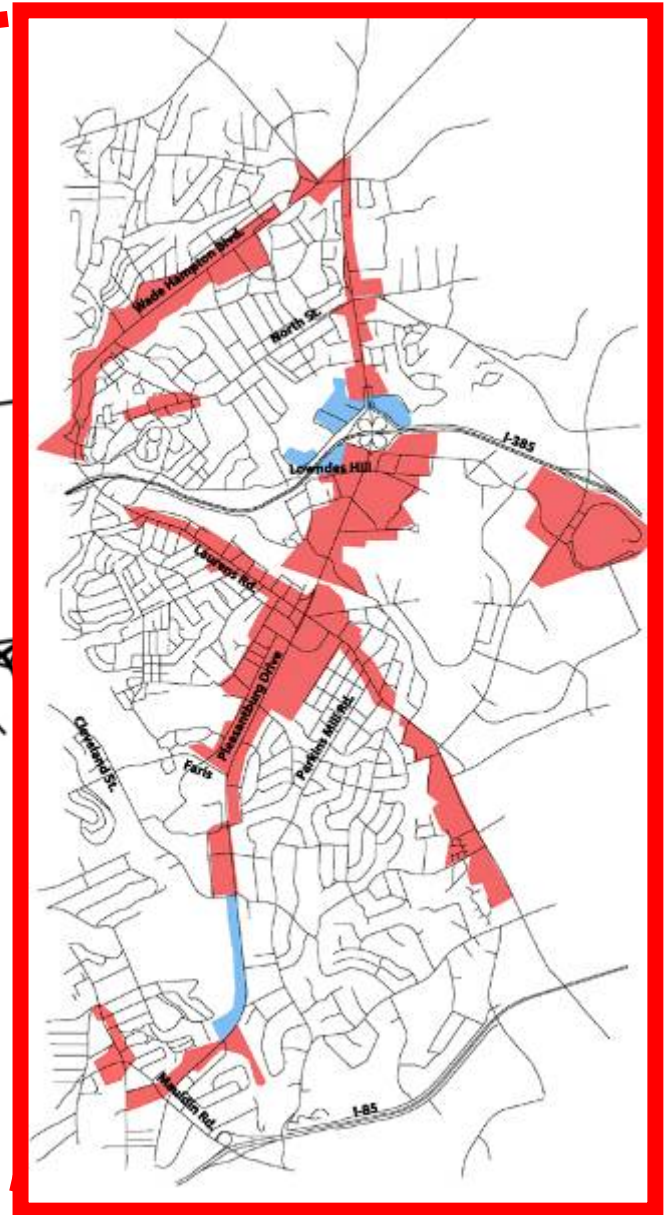 Wade Hampton Blvd.
North St.
I-385
Lowndes Hill
Laurens Rd.
Pleasantburg Drive
Parkins Mill Rd.
Cleveland St.
Faris
Mauldin Rd.
I-85